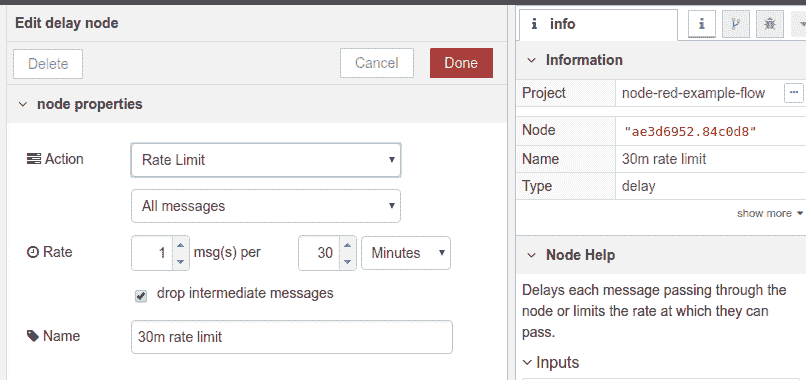 Edit delay node
Delete
Cancel
Done
node properties
Action
Rate Limit
All messages
Rate
1
msg(s) per
30
Minutes
drop intermediate messages
Name
30m rate limit
i info
i
Information
Project
node-red-example-flow
...
Node
"ae3d6952.84c0d8"
Name
30m rate limit
Type
delay
show more
Node Help
Delays each message passing through the
node or limits the rate at which they can
pass.
Inputs